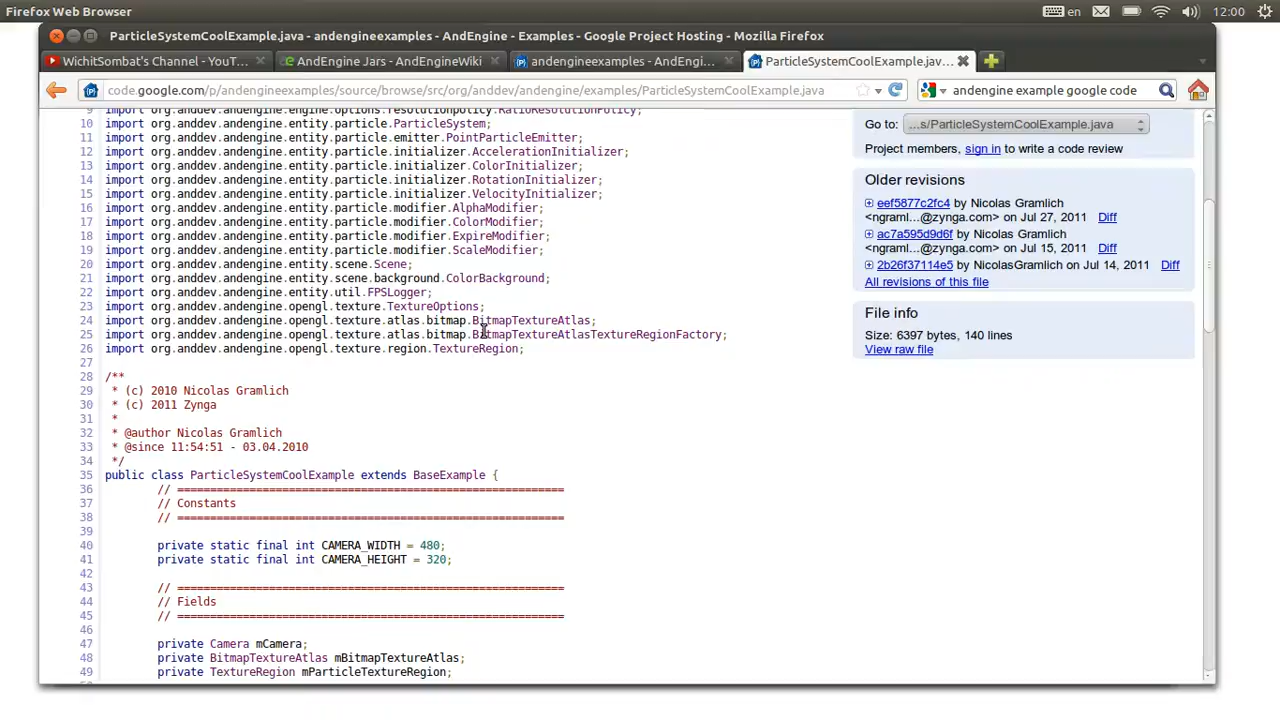 Firefox Web Browser
en
12:00
ParticleSystemCoolExample.java - andengineexamples - AndEngine - Examples - Google Project Hosting - Mozilla Firefox
WichitSombat's Channel - YouT...
AndEngine Jars - AndEngineWiki
andengineexamples - AndEngi...
ParticleSystemCoolExample.jav...
code.google.com/p/andengineexamples/source/browse/src/org/anddev/andengine/examples/ParticleSystemCoolExample.java
andengine example google code
9 import org.anddev.andengine.engine.options.resolutionpolicy.RatioResolutionPolicy;
10 import org.anddev.andengine.entity.particle.ParticleSystem;
11 import org.anddev.andengine.entity.particle.emitter.PointParticleEmitter;
12 import org.anddev.andengine.entity.particle.initializer.AccelerationInitializer;
13 import org.anddev.andengine.entity.particle.initializer.ColorInitializer;
14 import org.anddev.andengine.entity.particle.initializer.RotationInitializer;
15 import org.anddev.andengine.entity.particle.initializer.VelocityInitializer;
16 import org.anddev.andengine.entity.particle.modifier.AlphaModifier;
17 import org.anddev.andengine.entity.particle.modifier.ColorModifier;
18 import org.anddev.andengine.entity.particle.modifier.ExpireModifier;
19 import org.anddev.andengine.entity.particle.modifier.ScaleModifier;
20 import org.anddev.andengine.entity.scene.Scene;
21 import org.anddev.andengine.entity.scene.background.ColorBackground;
22 import org.anddev.andengine.entity.util.FPSLogger;
23 import org.anddev.andengine.opengl.texture.TextureOptions;
24 import org.anddev.andengine.opengl.texture.atlas.bitmap.BitmapTextureAtlas;
25 import org.anddev.andengine.opengl.texture.atlas.bitmap.BitmapTextureAtlasTextureRegionFactory;
26 import org.anddev.andengine.opengl.texture.region.TextureRegion;
27
28 /**
29 * (c) 2010 Nicolas Gramlich
30 * (c) 2011 Zynga
31 *
32 * @author Nicolas Gramlich
33 * @since 11:54:51 - 03.04.2010
34 */
35 public class ParticleSystemCoolExample extends BaseExample {
36 // ===========================================================
37 // Constants
38 // ===========================================================
39
40 private static final int CAMERA_WIDTH = 480;
41 private static final int CAMERA_HEIGHT = 320;
42
43 // ===========================================================
44 // Fields
45 // ===========================================================
46
47 private Camera mCamera;
48 private BitmapTextureAtlas mBitmapTextureAtlas;
49 private TextureRegion mParticleTextureRegion;
Go to: ...s/ParticleSystemCoolExample.java
Project members, sign in to write a code review
Older revisions
eef5877c2fc4 by Nicolas Gramlich
<ngraml...@zynga.com> on Jul 27, 2011 Diff
ac7a595d9d6f by Nicolas Gramlich
<ngraml...@zynga.com> on Jul 15, 2011 Diff
2b26f37114e5 by NicolasGramlich on Jul 14, 2011 Diff
All revisions of this file
File info
Size: 6397 bytes, 140 lines
View raw file